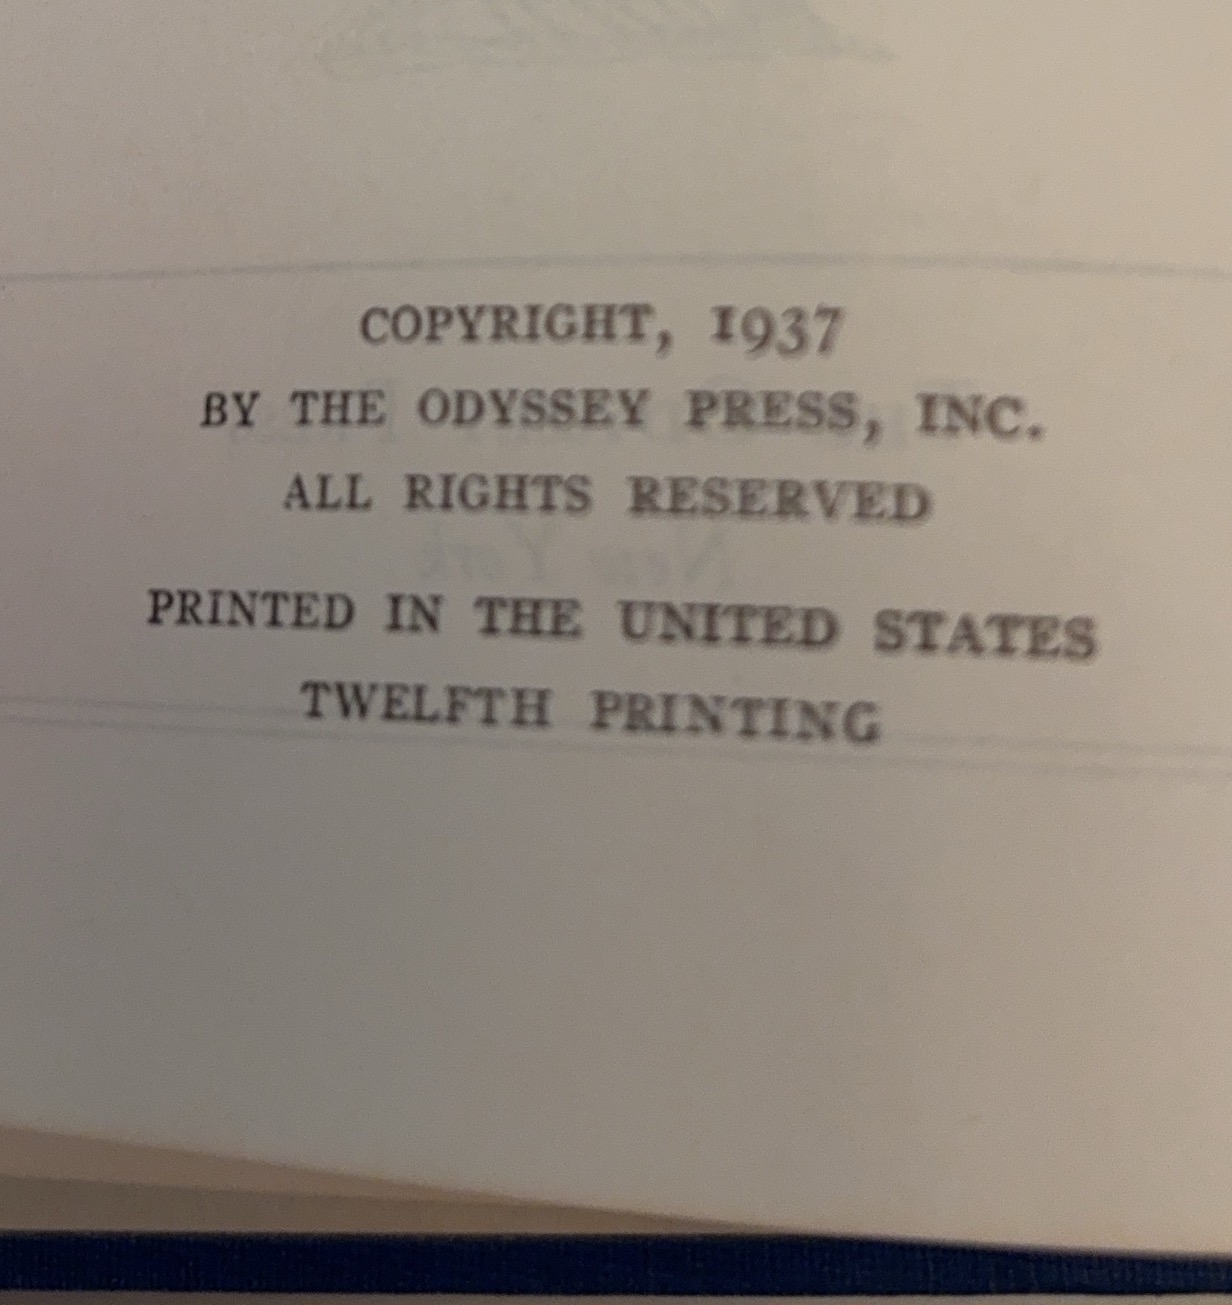 COPYRIGHT, 1937
BY THE ODYSSEY PRESS, INC.
ALL RIGHTS RESERVED
PRINTED IN THE UNITED STATES
TWELFTH PRINTING